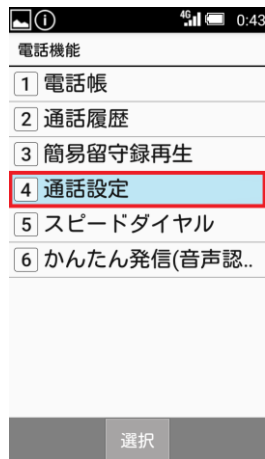 4G 0:43
電話機能
1 電話帳
2 通話履歴
3 簡易留守録再生
4 通話設定
5 スピードダイヤル
6 かんたん発信(音声認..
選択